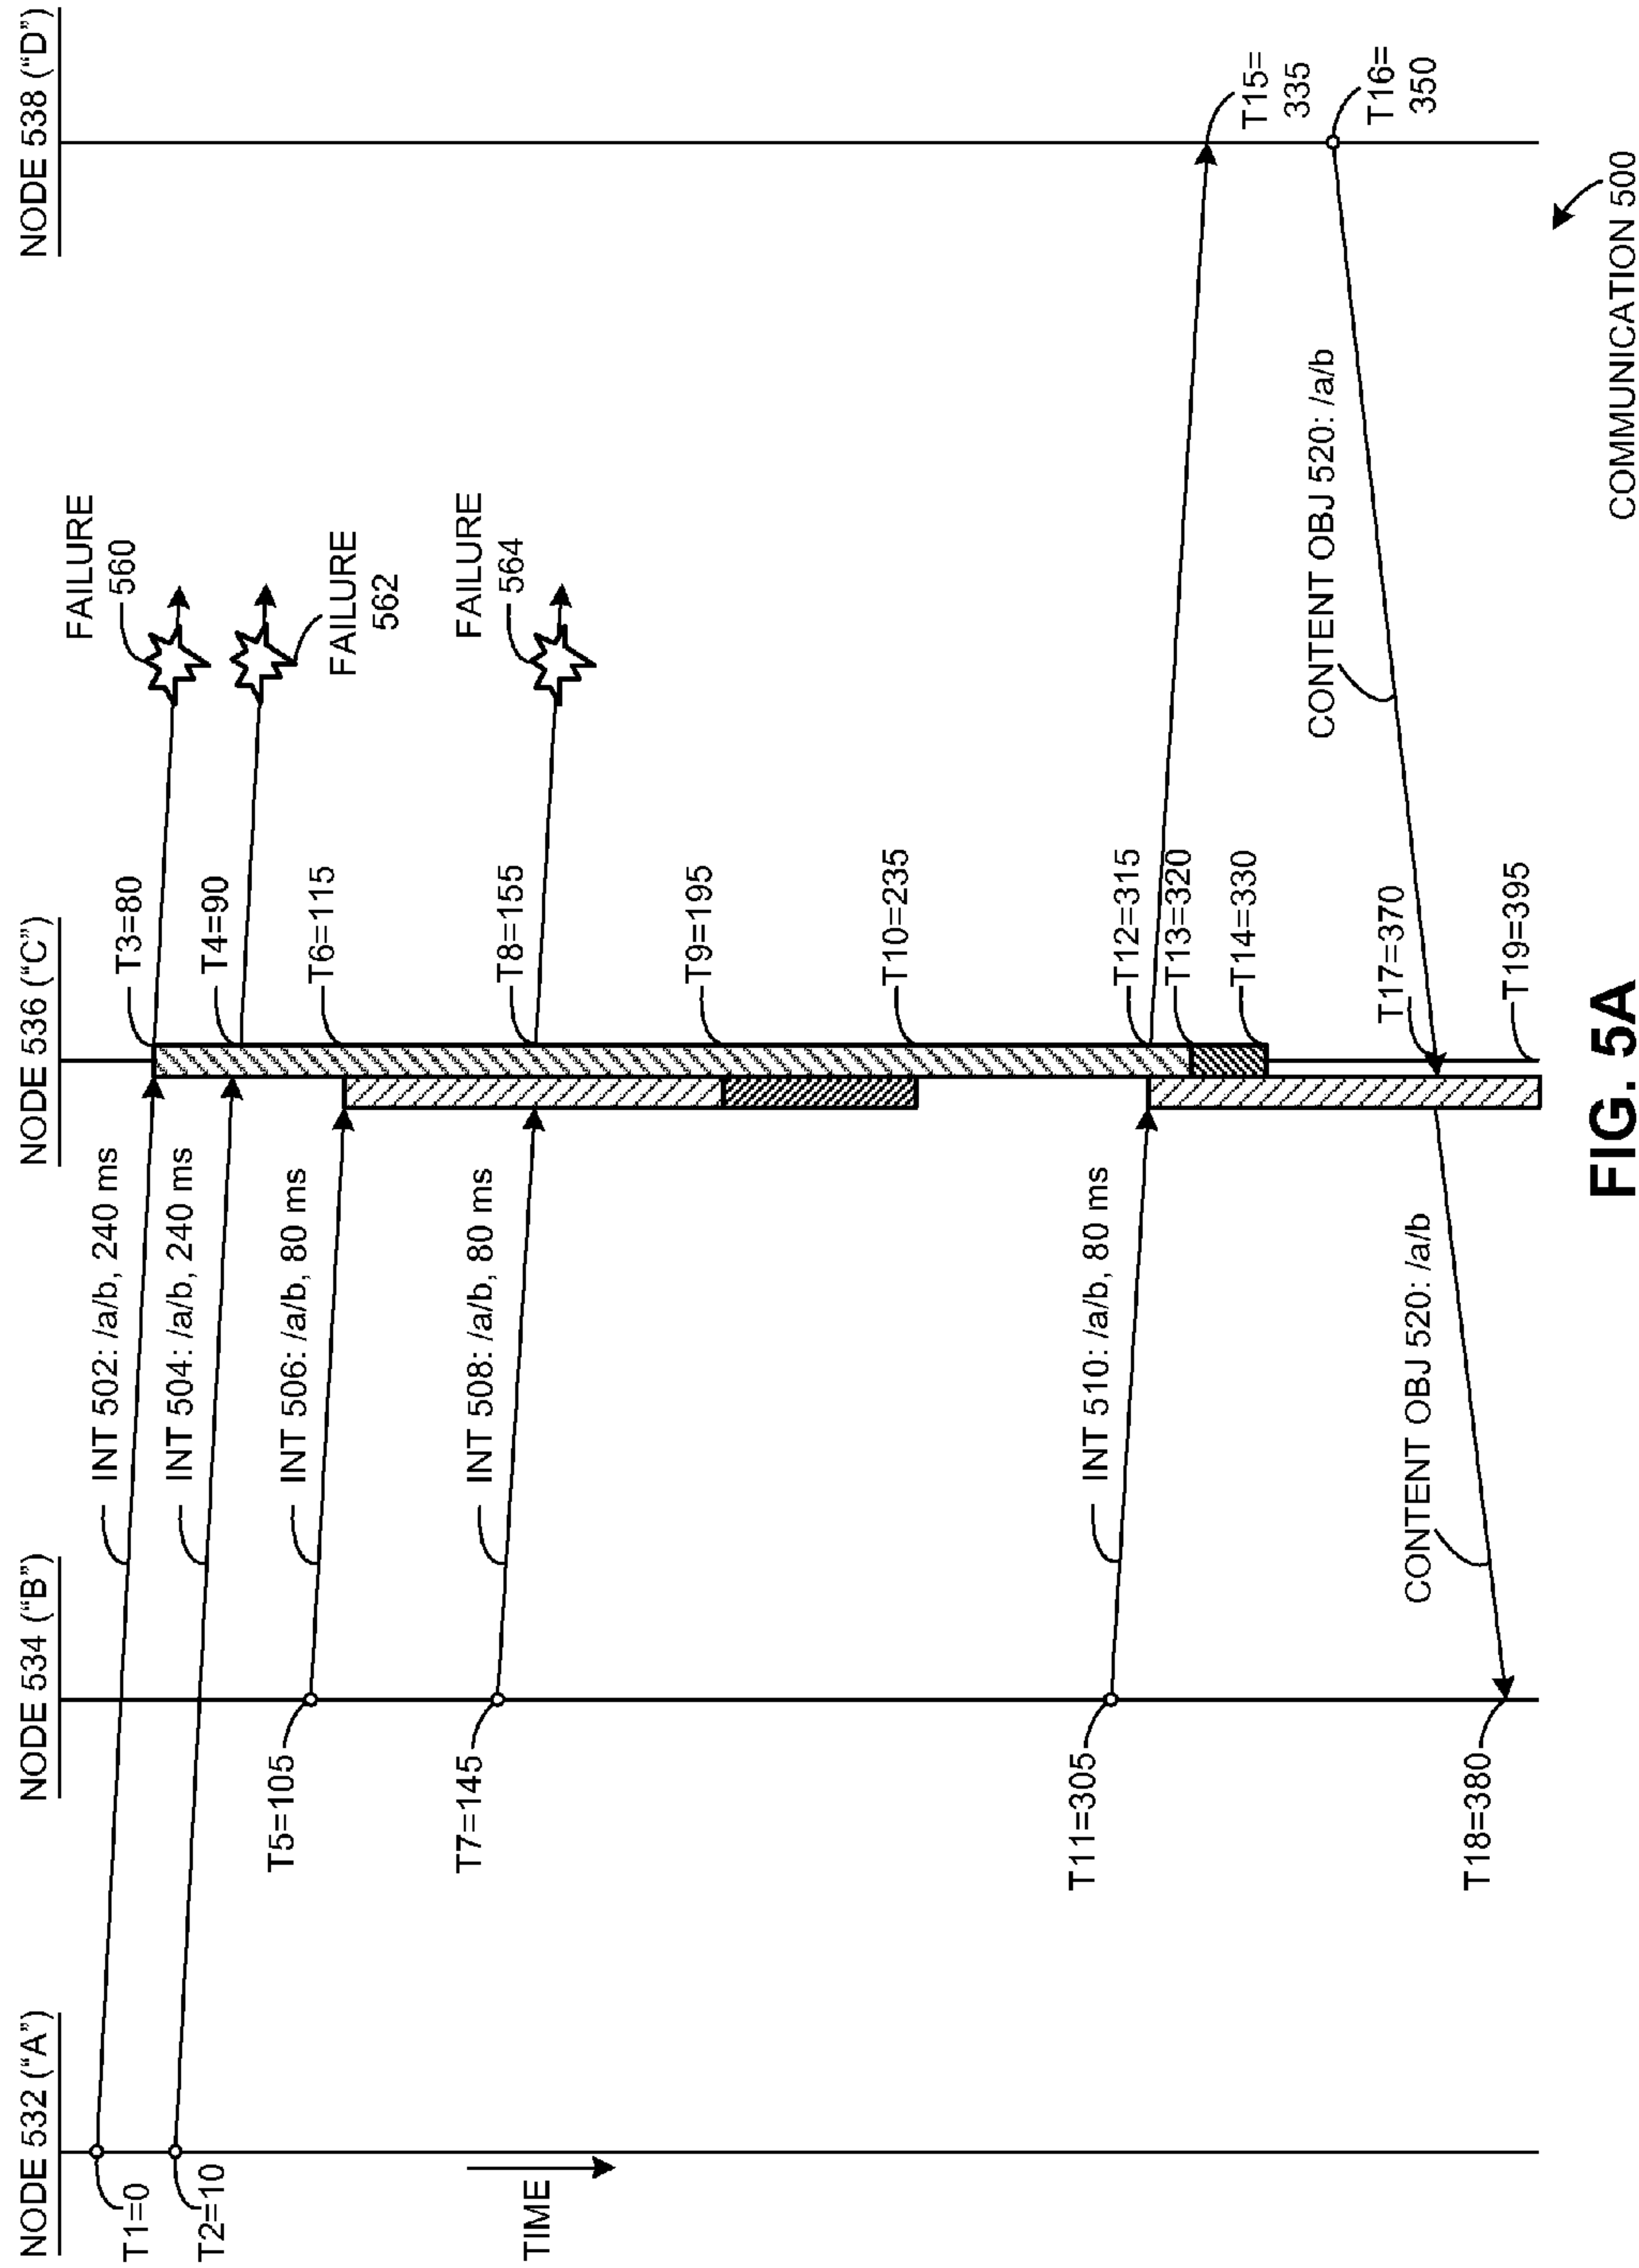 NODE 532 (“A”)
NODE 534 (“B”)
NODE 536 (“C”)
NODE 538 (“D”)
T1=0
INT 502: /a/b, 240 ms
T3=80
FAILURE
560
T2=10
INT 504: /a/b, 240 ms
T4=90
FAILURE
562
T5=105
INT 506: /a/b, 80 ms
T6=115
TIME
T7=145
INT 508: /a/b, 80 ms
T8=155
FAILURE
564
T9=195
T10=235
T11=305
INT 510: /a/b, 80 ms
T12=315
T13=320
T14=330
T15=
335
T16=
350
CONTENT OBJ 520: /a/b
T17=370
CONTENT OBJ 520: /a/b
T18=380
T19=395
COMMUNICATION 500
FIG. 5A